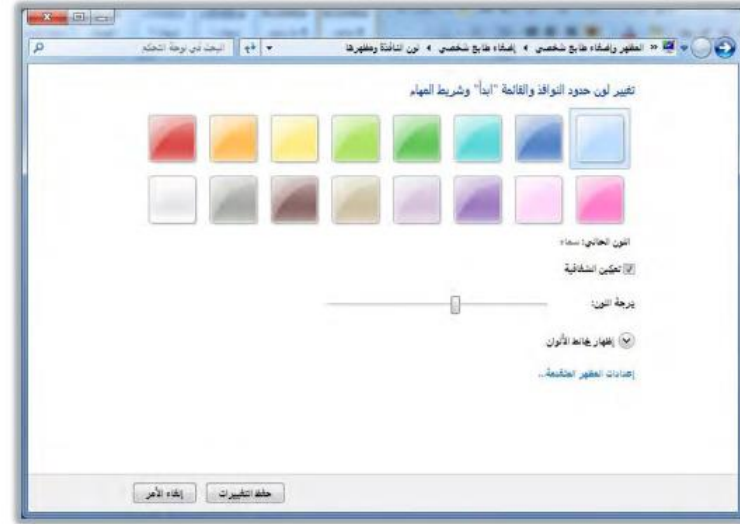 المظهر وإضفاء طابع شخصي ‹ إضفاء طابع شخصي ‹ لون النافذة ومظهرها
البحث في لوحة التحكم
تغيير لون حدود النوافذ والقائمة "ابدأ" وشريط المهام
اللون الحالي: سماء
تمكين الشفافية
درجة اللون:
إظهار خالط الألوان
إعدادات المظهر المتقدمة...
حفظ التغييرات
إلغاء الأمر